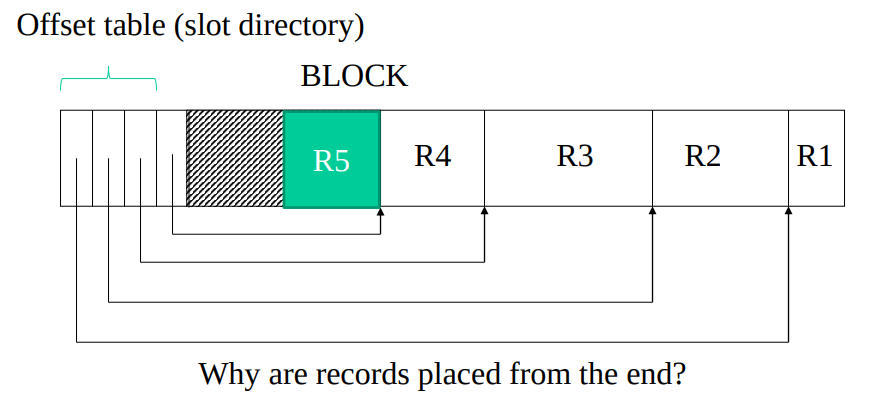 Offset table (slot directory)
BLOCK
R5 R4 R3 R2 R1
Why are records placed from the end?